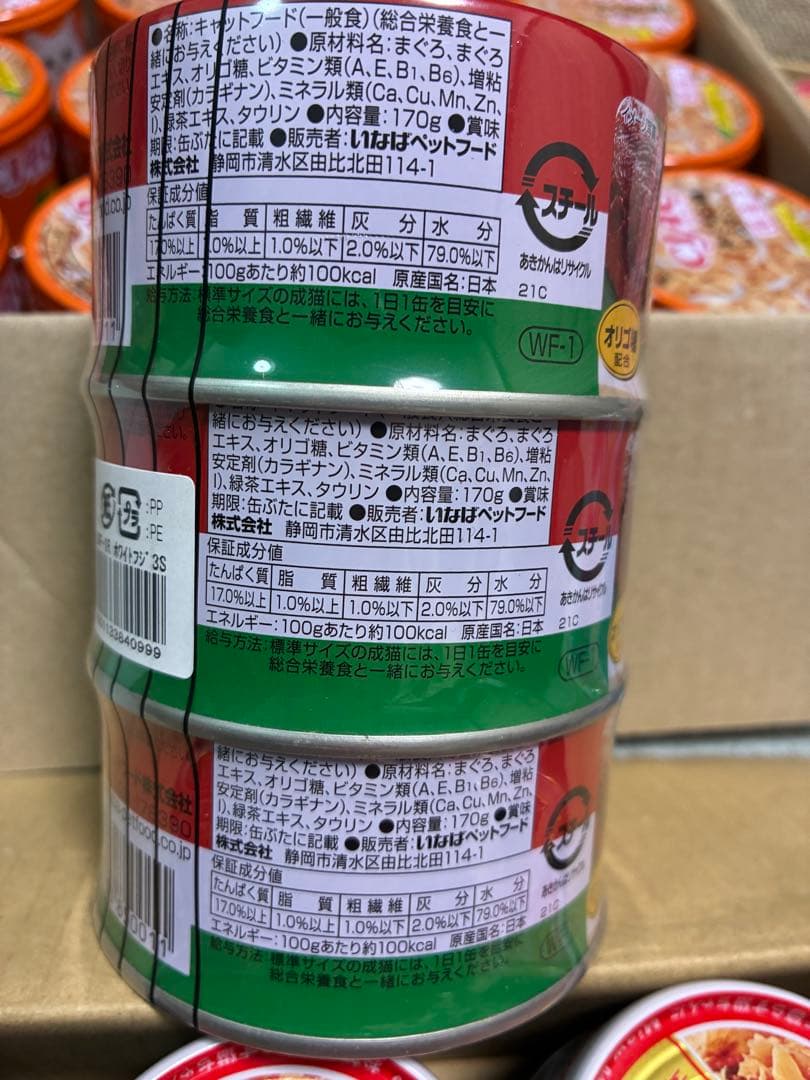 ●名称:キャットフード(一般食)(総合栄養食と一
緒にお与えください) ●原材料名:まぐろ、まぐろ
エキス、オリゴ糖、ビタミン類(A、E、B1、B6)、増粘
安定剤(カラギナン)、ミネラル類(Ca、Cu、Mn、Zn、
I)、緑茶エキス、タウリン ●内容量:170g ●賞味
期限:缶ぶたに記載 ●販売者:いなばペットフード
株式会社 静岡市清水区由比北田114-1
保証成分値
たんぱく質 脂質 粗繊維 灰分 水分
17.0%以上 1.0%以上 1.0%以下 2.0%以下 79.0%以下
エネルギー:100gあたり約100kcal 原産国名:日本
給与方法:標準サイズの成猫には、1日1缶を目安に
総合栄養食と一緒にお与えください。
スチール
あきかんはリサイクル
21C
WF-1
オリゴ糖
配合
co.jp
緒にお与えください) ●原材料名:まぐろ、まぐろ
エキス、オリゴ糖、ビタミン類(A、E、B1、B6)、増粘
安定剤(カラギナン)、ミネラル類(Ca、Cu、Mn、Zn、
I)、緑茶エキス、タウリン ●内容量:170g ●賞味
期限:缶ぶたに記載 ●販売者:いなばペットフード
株式会社 静岡市清水区由比北田114-1
保証成分値
たんぱく質 脂質 粗繊維 灰分 水分
17.0%以上 1.0%以上 1.0%以下 2.0%以下 79.0%以下
エネルギー:100gあたり約100kcal 原産国名:日本
給与方法:標準サイズの成猫には、1日1缶を目安に
総合栄養食と一緒にお与えください。
スチール
あきかんはリサイクル
21C
WF-1
プラ
:PP
:PE
ホワイトフジ 3S
33840999
緒にお与えください) ●原材料名:まぐろ、まぐろ
エキス、オリゴ糖、ビタミン類(A、E、B1、B6)、増粘
安定剤(カラギナン)、ミネラル類(Ca、Cu、Mn、Zn、
I)、緑茶エキス、タウリン ●内容量:170g ●賞味
期限:缶ぶたに記載 ●販売者:いなばペットフード
株式会社 静岡市清水区由比北田114-1
保証成分値
たんぱく質 脂質 粗繊維 灰分 水分
17.0%以上 1.0%以上 1.0%以下 2.0%以下 79.0%以下
エネルギー:100gあたり約100kcal 原産国名:日本
給与方法:標準サイズの成猫には、1日1缶を目安に
総合栄養食と一緒にお与えください。
スチール
あきかんはリサイクル
21C
ード株式会社
petfood.co.jp